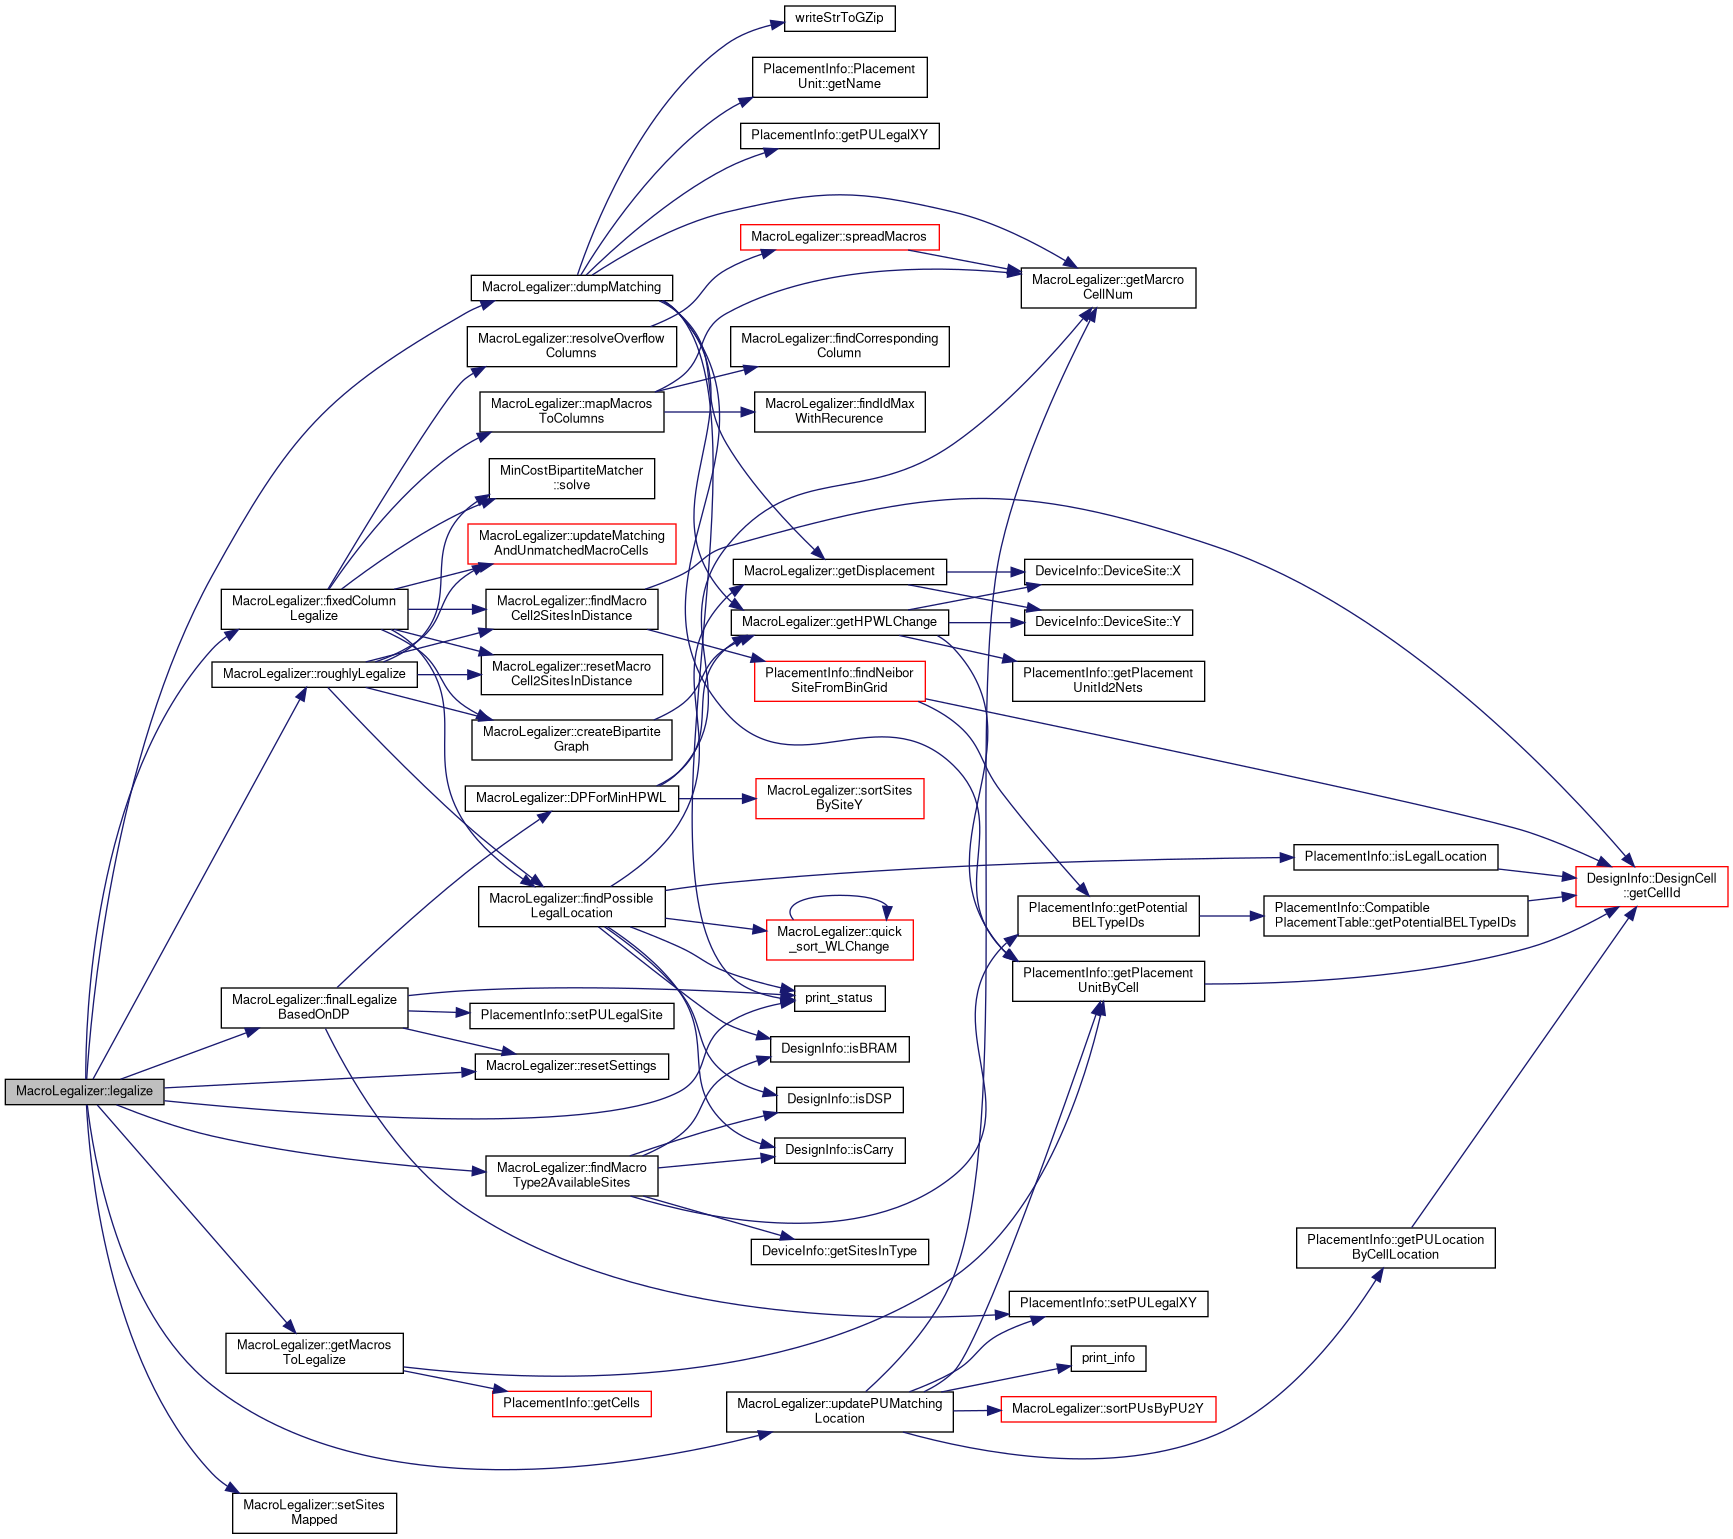 writeStrToGZip
PlacementInfo::Placement
Unit::getName
PlacementInfo::getPULegalXY
MacroLegalizer::spreadMacros
MacroLegalizer::getMarcro
CellNum
MacroLegalizer::dumpMatching
MacroLegalizer::resolveOverflow
Columns
MacroLegalizer::findCorresponding
Column
MacroLegalizer::mapMacros
ToColumns
MacroLegalizer::findIdMax
WithRecurence
MinCostBipartiteMatcher
::solve
MacroLegalizer::updateMatching
AndUnmatchedMacroCells
MacroLegalizer::getDisplacement
DeviceInfo::DeviceSite::X
MacroLegalizer::fixedColumn
Legalize
MacroLegalizer::findMacro
Cell2SitesInDistance
MacroLegalizer::getHPWLChange
DeviceInfo::DeviceSite::Y
MacroLegalizer::roughlyLegalize
MacroLegalizer::resetMacro
Cell2SitesInDistance
PlacementInfo::findNeibor
SiteFromBinGrid
PlacementInfo::getPlacement
UnitId2Nets
MacroLegalizer::createBipartite
Graph
MacroLegalizer::DPForMinHPWL
MacroLegalizer::sortSites
BySiteY
PlacementInfo::isLegalLocation
DesignInfo::DesignCell
::getCellId
MacroLegalizer::findPossible
LegalLocation
PlacementInfo::getPotential
BELTypeIDs
PlacementInfo::Compatible
PlacementTable::getPotentialBELTypeIDs
MacroLegalizer::quick
_sort_WLChange
PlacementInfo::getPlacement
UnitByCell
MacroLegalizer::finalLegalize
BasedOnDP
print_status
PlacementInfo::setPULegalSite
DesignInfo::isBRAM
MacroLegalizer::resetSettings
MacroLegalizer::legalize
DesignInfo::isDSP
DesignInfo::isCarry
MacroLegalizer::findMacro
Type2AvailableSites
DeviceInfo::getSitesInType
PlacementInfo::getPULocation
ByCellLocation
PlacementInfo::setPULegalXY
MacroLegalizer::getMacros
ToLegalize
print_info
PlacementInfo::getCells
MacroLegalizer::updatePUMatching
Location
MacroLegalizer::sortPUsByPU2Y
MacroLegalizer::setSites
Mapped